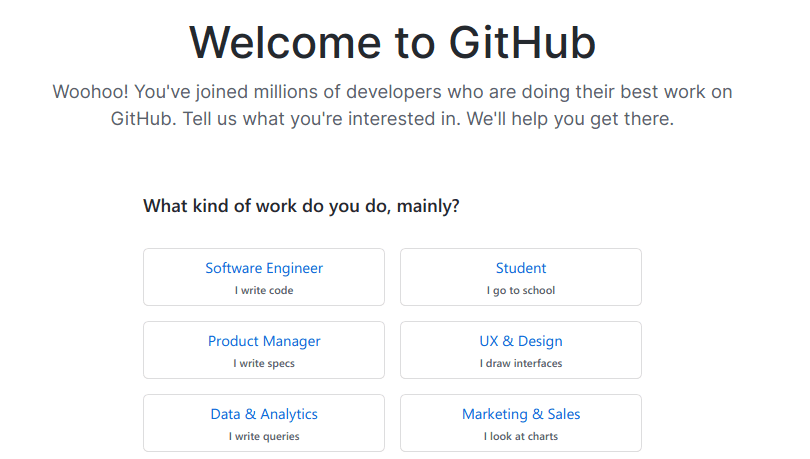 Welcome to GitHub
Woohoo! You've joined millions of developers who are doing their best work on
GitHub. Tell us what you're interested in. We'll help you get there.
What kind of work do you do, mainly?
Software Engineer
I write code
Student
I go to school
Product Manager
I write specs
UX & Design
I draw interfaces
Data & Analytics
I write queries
Marketing & Sales
I look at charts